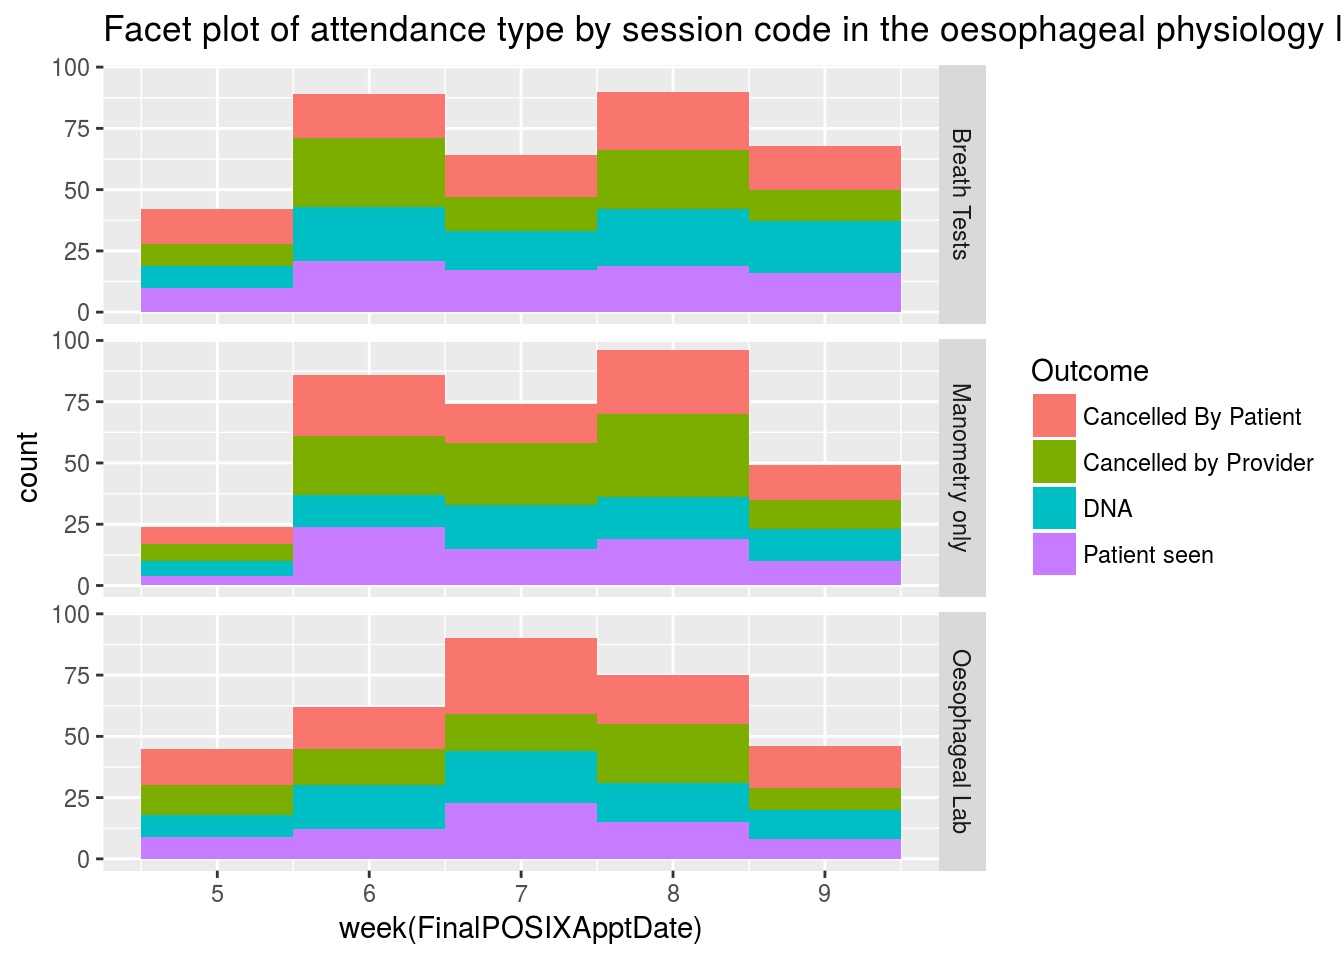 Facet plot of attendance type by session code in the oesophageal physiology
100
75
50
25
0
Breath Tests
100
75
50
25
0
Manometry only
100
75
50
25
0
Oesophageal Lab
count
5 6 7 8 9
week(FinalPOSIXApptDate)
Outcome
Cancelled By Patient
Cancelled by Provider
DNA
Patient seen